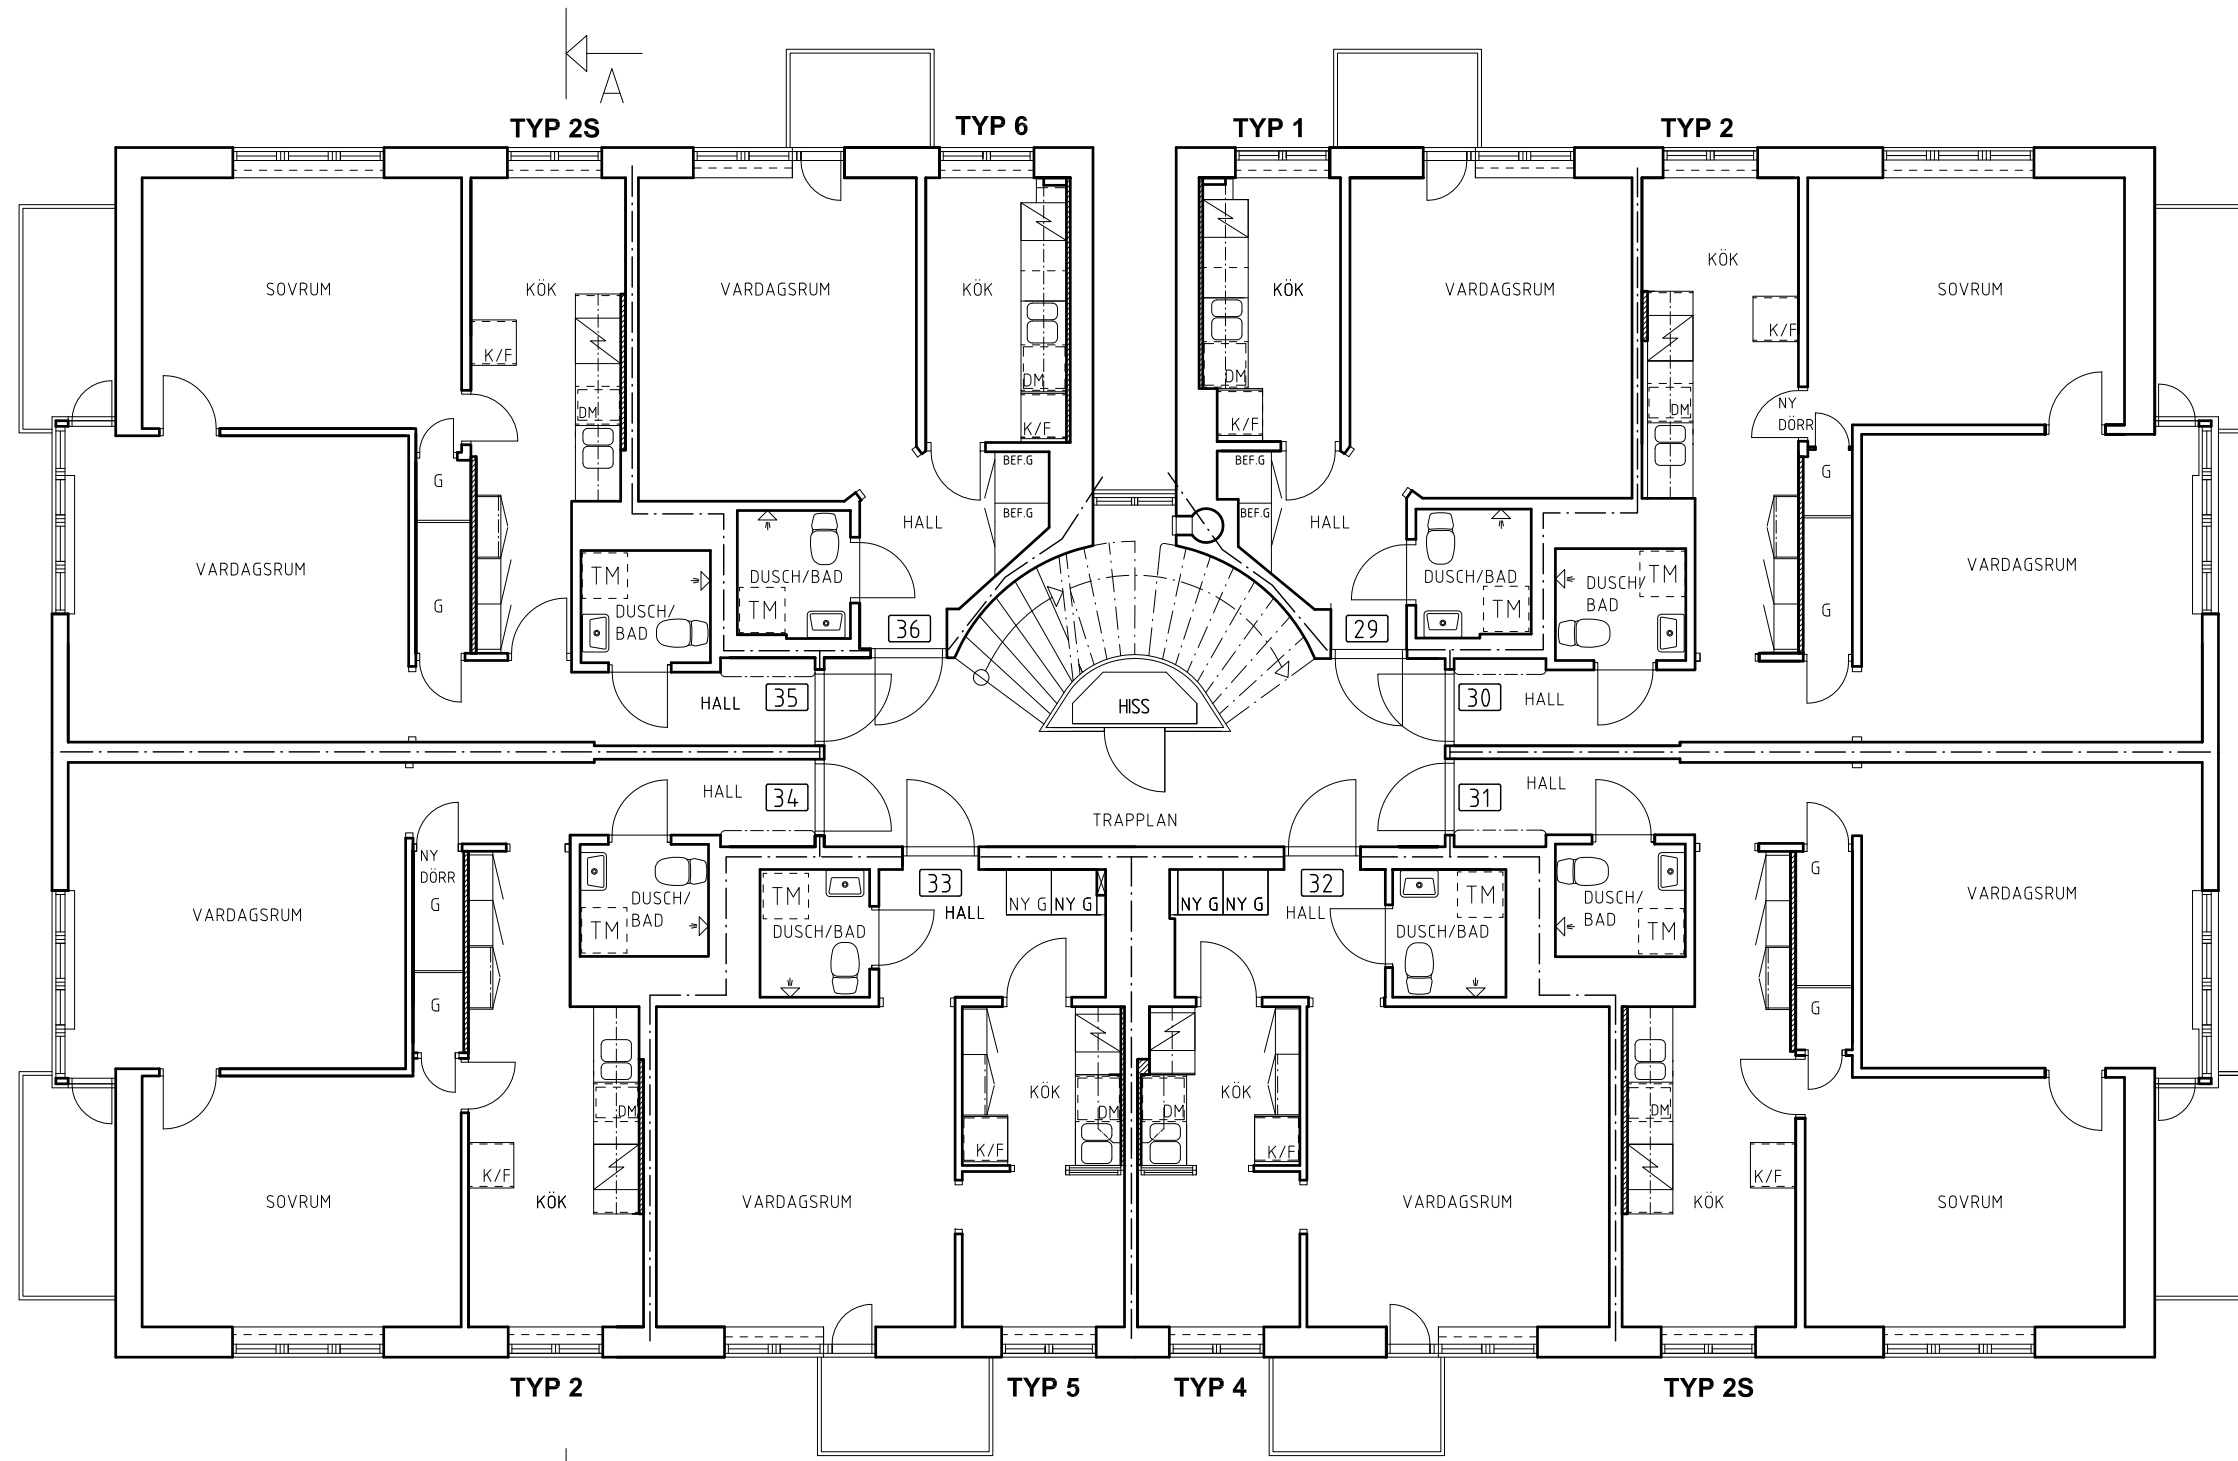 A
TYP 2S
TYP 6
TYP 1
TYP 2
SOVRUM
KÖK
VARDAGSRUM
KÖK
KÖK
VARDAGSRUM
KÖK
SOVRUM
K/F
K/F
DM
DM
DM
DM
K/F
K/F
NY
DÖRR
G
BEF.G
BEF.G
G
BEF.G
BEF.G
HALL
HALL
VARDAGSRUM
TM
DUSCH/BAD
DUSCH/BAD
DUSCH/
BAD
TM
VARDAGSRUM
G
DUSCH/
BAD
TM
TM
G
36
29
35
HALL
HISS
30
HALL
34
HALL
31
HALL
TRAPPLAN
NY
DÖRR
G
VARDAGSRUM
DUSCH/
BAD
TM
TM
DUSCH/BAD
33
HALL
NY G
NY G
NY G
NY G
32
HALL
TM
DUSCH/BAD
DUSCH/
BAD
TM
G
VARDAGSRUM
G
G
DM
KÖK
DM
DM
KÖK
DM
K/F
K/F
K/F
K/F
SOVRUM
KÖK
VARDAGSRUM
VARDAGSRUM
KÖK
SOVRUM
TYP 2
TYP 5
TYP 4
TYP 2S